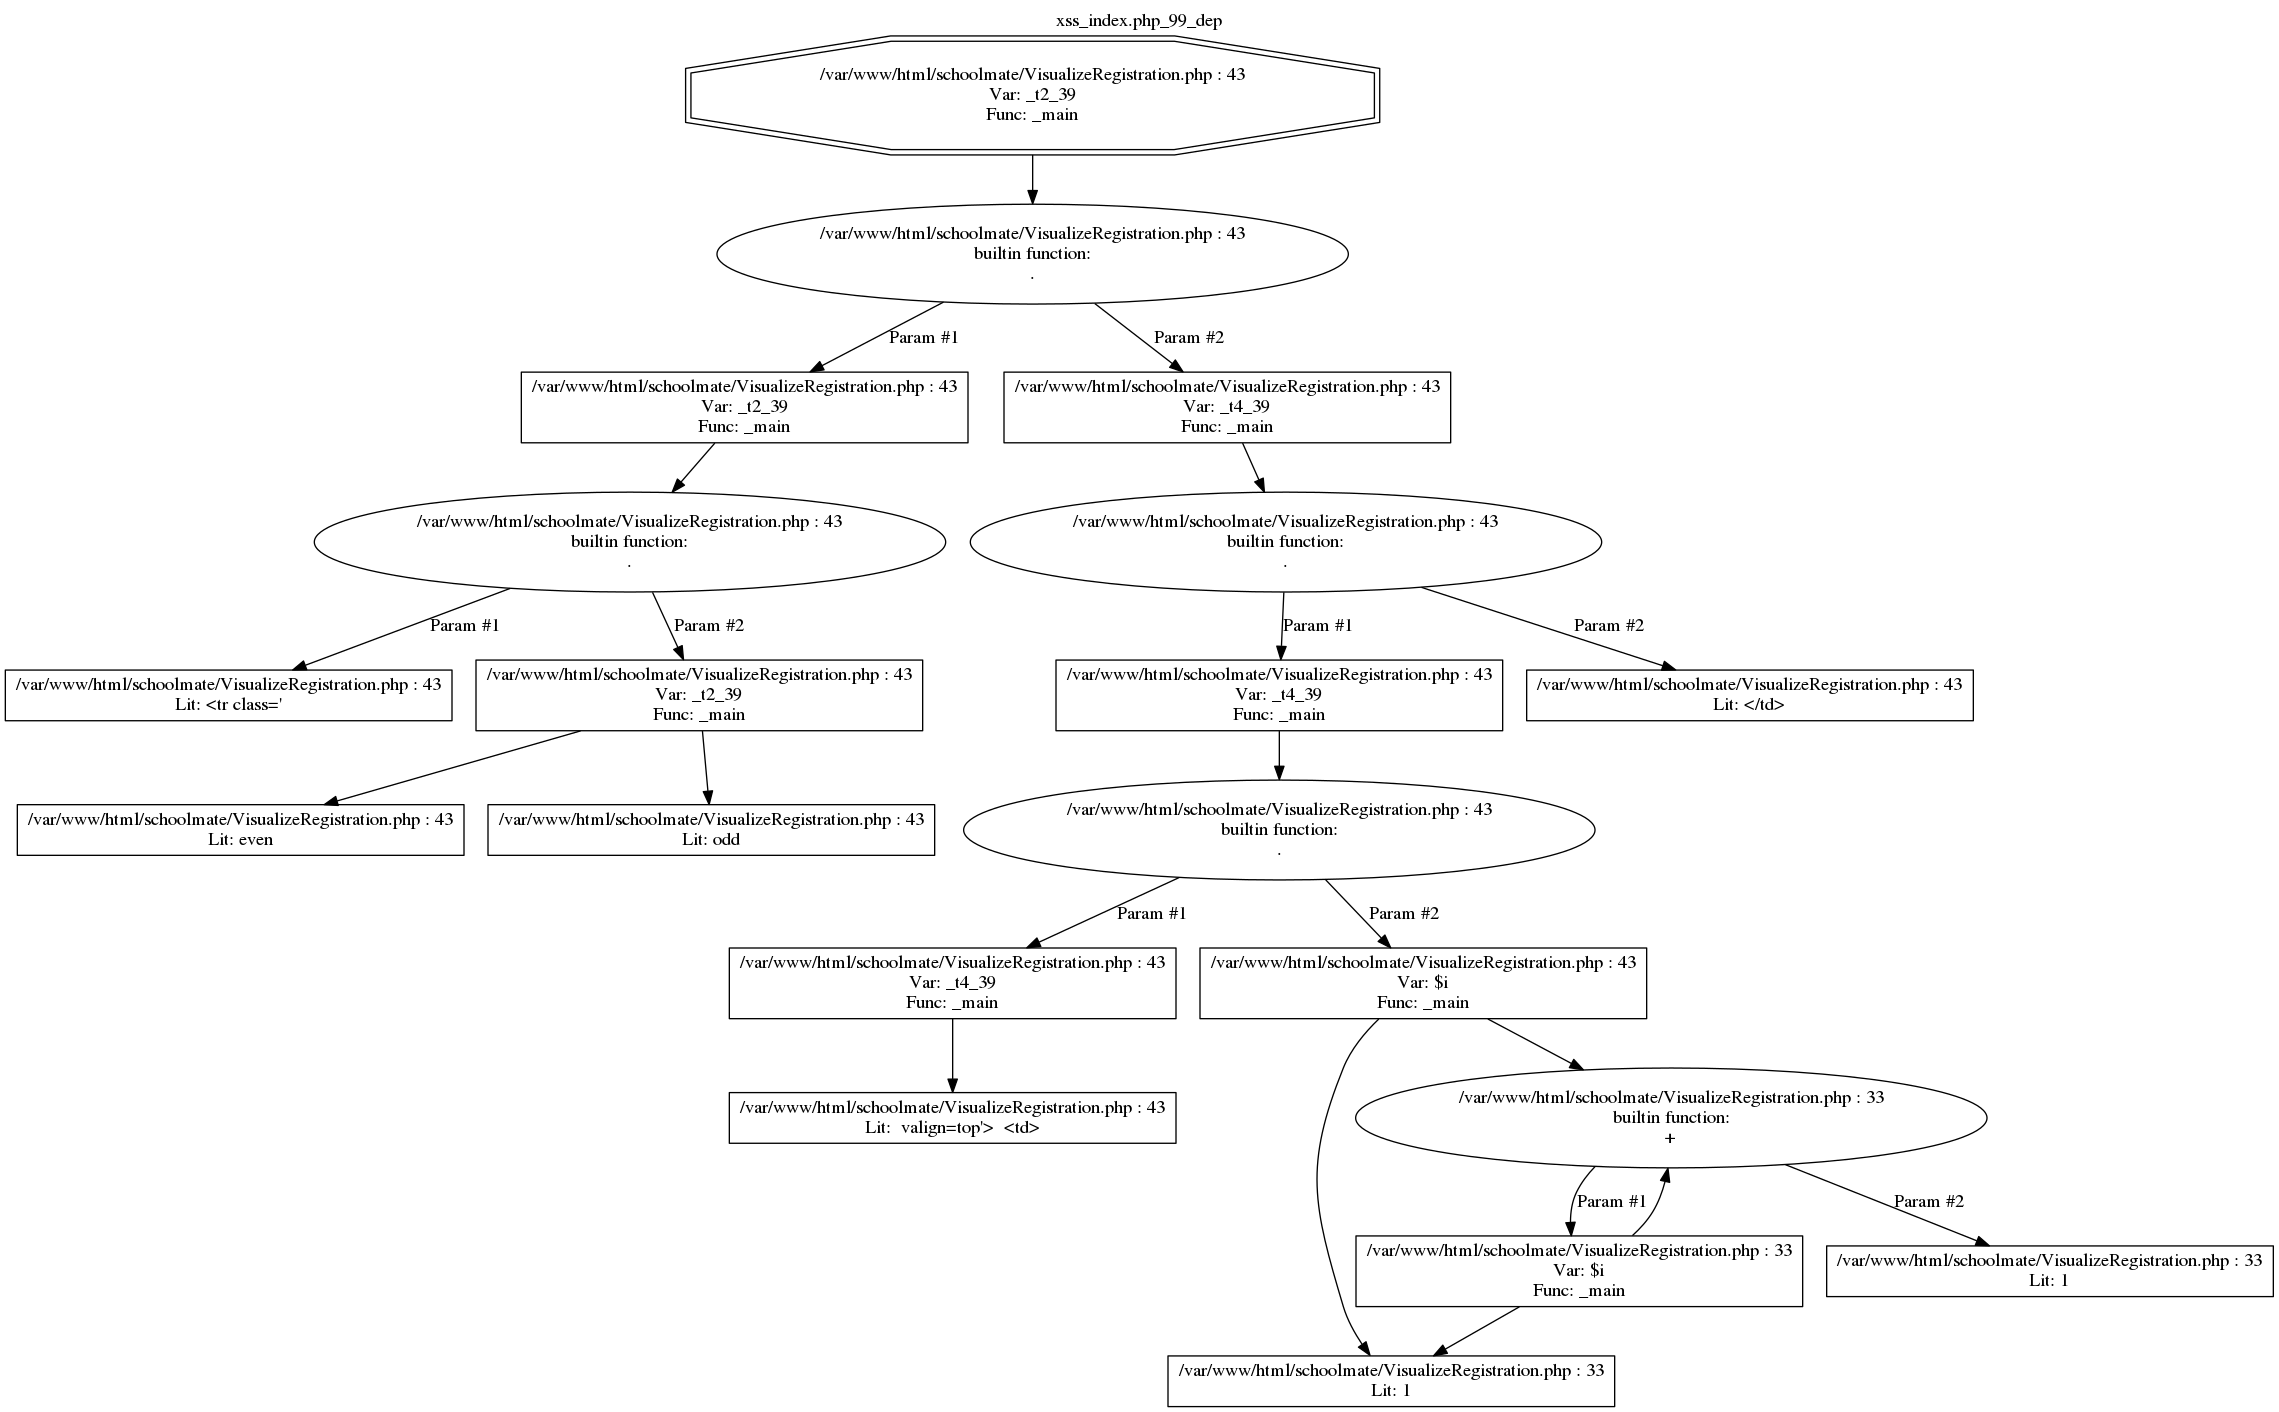 xss_index.php_99_dep
/var/www/html/schoolmate/VisualizeRegistration.php : 43
Var: _t2_39
Func: _main
/var/www/html/schoolmate/VisualizeRegistration.php : 43
builtin function:
.
Param #1
Param #2
/var/www/html/schoolmate/VisualizeRegistration.php : 43
Var: _t2_39
Func: _main
/var/www/html/schoolmate/VisualizeRegistration.php : 43
Var: _t4_39
Func: _main
/var/www/html/schoolmate/VisualizeRegistration.php : 43
builtin function:
.
/var/www/html/schoolmate/VisualizeRegistration.php : 43
builtin function:
.
Param #1
Param #2
Param #1
Param #2
/var/www/html/schoolmate/VisualizeRegistration.php : 43
Lit: <tr class='
/var/www/html/schoolmate/VisualizeRegistration.php : 43
Var: _t2_39
Func: _main
/var/www/html/schoolmate/VisualizeRegistration.php : 43
Var: _t4_39
Func: _main
/var/www/html/schoolmate/VisualizeRegistration.php : 43
Lit: </td>
/var/www/html/schoolmate/VisualizeRegistration.php : 43
Lit: even
/var/www/html/schoolmate/VisualizeRegistration.php : 43
Lit: odd
/var/www/html/schoolmate/VisualizeRegistration.php : 43
builtin function:
.
Param #1
Param #2
/var/www/html/schoolmate/VisualizeRegistration.php : 43
Var: _t4_39
Func: _main
/var/www/html/schoolmate/VisualizeRegistration.php : 43
Var: $i
Func: _main
/var/www/html/schoolmate/VisualizeRegistration.php : 43
Lit:  valign=top'>  <td>
/var/www/html/schoolmate/VisualizeRegistration.php : 33
builtin function:
+
Param #1
Param #2
/var/www/html/schoolmate/VisualizeRegistration.php : 33
Var: $i
Func: _main
/var/www/html/schoolmate/VisualizeRegistration.php : 33
Lit: 1
/var/www/html/schoolmate/VisualizeRegistration.php : 33
Lit: 1